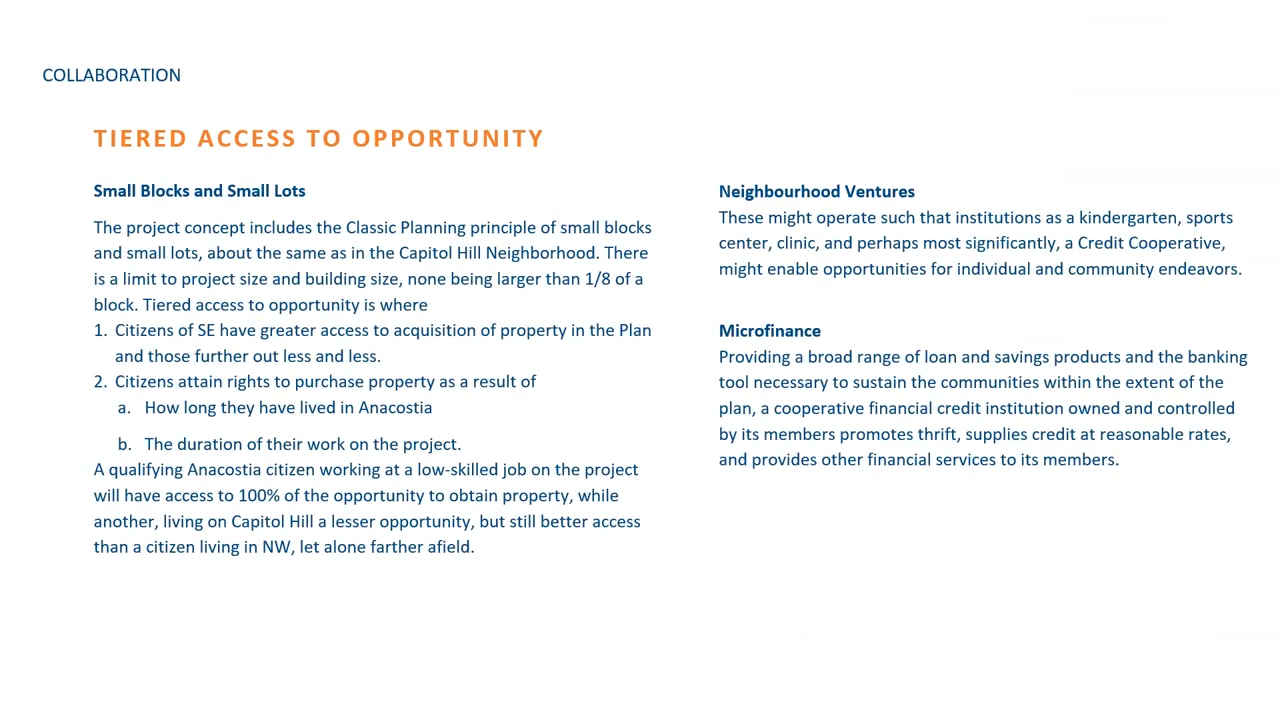 COLLABORATION
TIERED ACCESS TO OPPORTUNITY
Small Blocks and Small Lots
The project concept includes the Classic Planning principle of small blocks
and small lots, about the same as in the Capitol Hill Neighborhood. There
is a limit to project size and building size, none being larger than 1/8 of a
block. Tiered access to opportunity is where
1. Citizens of SE have greater access to acquisition of property in the Plan
and those further out less and less.
2. Citizens attain rights to purchase property as a result of
a. How long they have lived in Anacostia
b. The duration of their work on the project.
A qualifying Anacostia citizen working at a low-skilled job on the project
will have access to 100% of the opportunity to obtain property, while
another, living on Capitol Hill a lesser opportunity, but still better access
than a citizen living in NW, let alone farther afield.
Neighbourhood Ventures
These might operate such that institutions as a kindergarten, sports
center, clinic, and perhaps most significantly, a Credit Cooperative,
might enable opportunities for individual and community endeavors.
Microfinance
Providing a broad range of loan and savings products and the banking
tool necessary to sustain the communities within the extent of the
plan, a cooperative financial credit institution owned and controlled
by its members promotes thrift, supplies credit at reasonable rates,
and provides other financial services to its members.